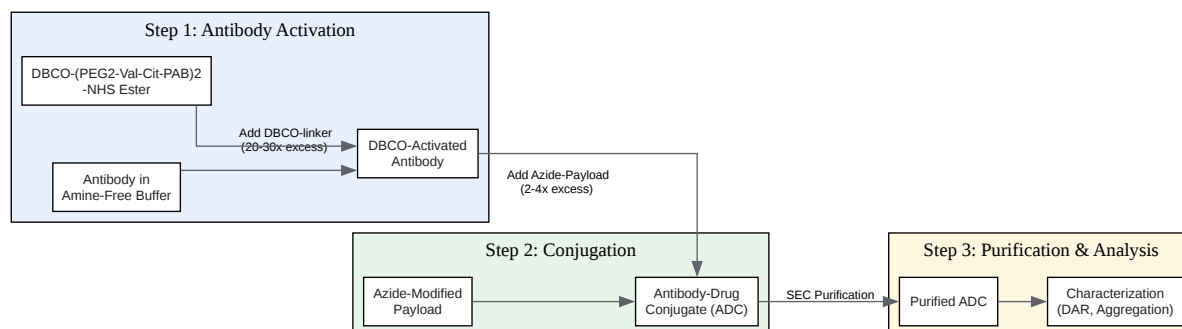 Step 1: Antibody Activation
DBCO-(PEG2-Val-Cit-PAB)2
-NHS Ester
Add DBCO-linker
(20-30x excess)
DBCO-Activated
Antibody
Antibody in
Amine-Free Buffer
Add Azide-Payload
(2-4x excess)
Step 2: Conjugation
Azide-Modified
Payload
Antibody-Drug
Conjugate (ADC)
SEC Purification
Step 3: Purification & Analysis
Purified ADC
Characterization
(DAR, Aggregation)